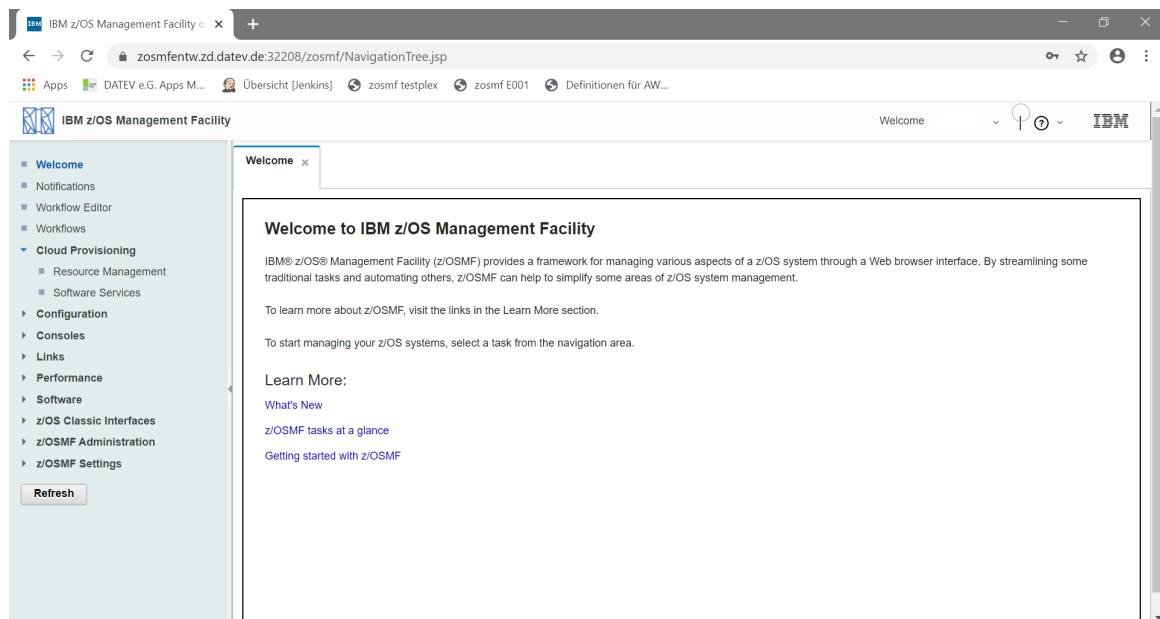 IBM IBM z/OS Management Facility o
zosmfentw.zd.datev.de:32208/zosmf/NavigationTree.jsp
Apps DATEV e.G. Apps M... Übersicht [Jenkins] zosmf testplex zosmf E001 Definitionen für AW...
IBM z/OS Management Facility
Welcome
IBM
Welcome
Notifications
Workflow Editor
Workflows
Cloud Provisioning
Resource Management
Software Services
Configuration
Consoles
Links
Performance
Software
z/OS Classic Interfaces
z/OSMF Administration
z/OSMF Settings
Refresh
Welcome
Welcome to IBM z/OS Management Facility
IBM® z/OS® Management Facility (z/OSMF) provides a framework for managing various aspects of a z/OS system through a Web browser interface. By streamlining some
traditional tasks and automating others, z/OSMF can help to simplify some areas of z/OS system management.
To learn more about z/OSMF, visit the links in the Learn More section.
To start managing your z/OS systems, select a task from the navigation area.
Learn More:
What's New
z/OSMF tasks at a glance
Getting started with z/OSMF